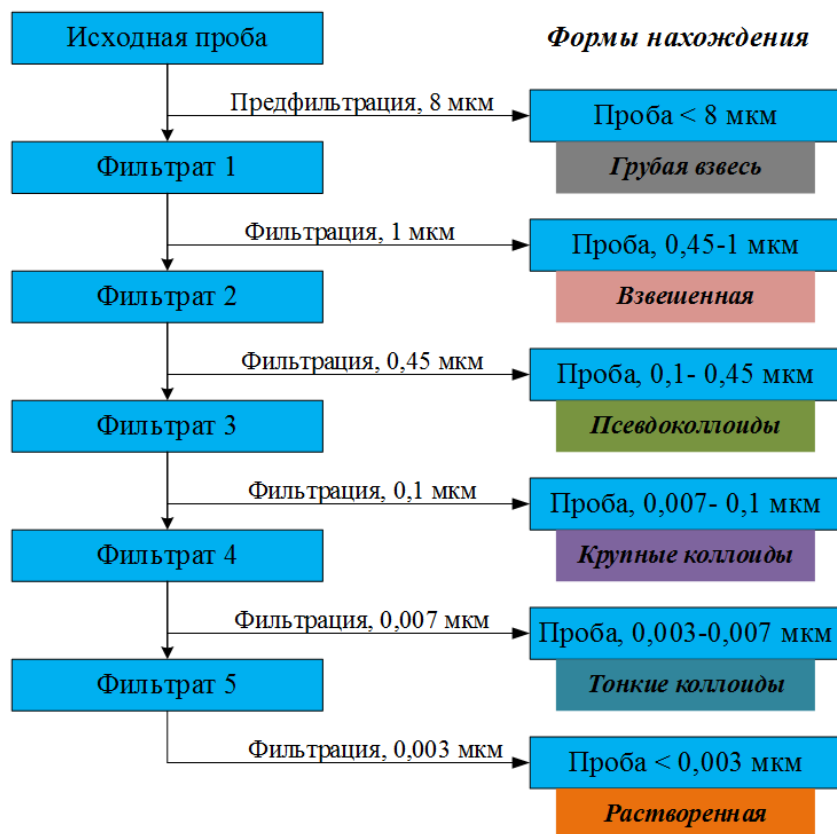 Исходная проба
Формы нахождения
Предфильтрация, 8 мкм
Проба < 8 мкм
Грубая взвесь
Фильтрат 1
Фильтрация, 1 мкм
Проба, 0,45-1 мкм
Взвешенная
Фильтрат 2
Фильтрация, 0,45 мкм
Проба, 0,1- 0,45 мкм
Псевдоколлоиды
Фильтрат 3
Фильтрация, 0,1 мкм
Проба, 0,007- 0,1 мкм
Крупные коллоиды
Фильтрат 4
Фильтрация, 0,007 мкм
Проба, 0,003-0,007 мкм
Тонкие коллоиды
Фильтрат 5
Фильтрация, 0,003 мкм
Проба < 0,003 мкм
Растворенная